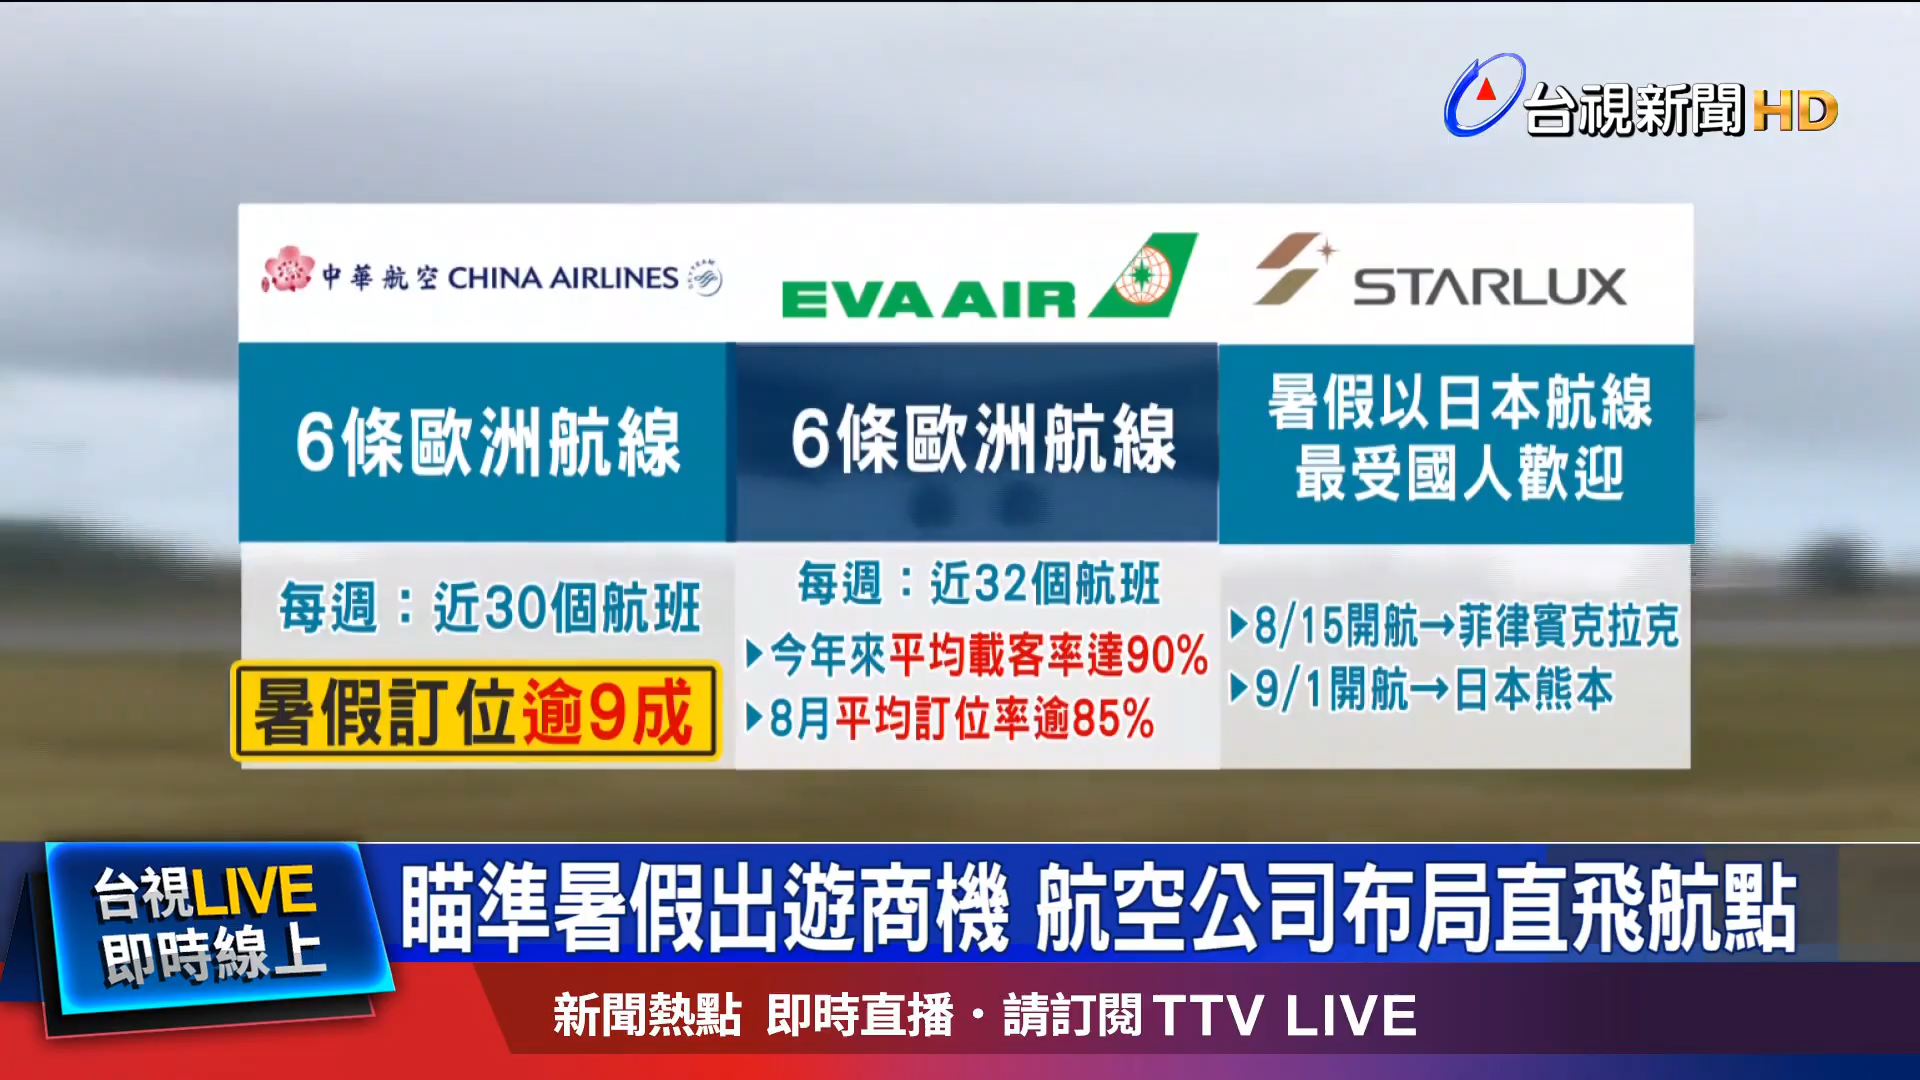 台視新聞HD
中華航空 CHINA AIRLINES
EVA AIR
STARLUX
6條歐洲航線
6條歐洲航線
暑假以日本航線
最受國人歡迎
每週：近30個航班
暑假訂位逾9成
每週：近32個航班
▶今年來平均載客率達90%
▶8月平均訂位率逾85%
▶8/15開航→菲律賓克拉克
▶9/1開航→日本熊本
台視LIVE
即時線上
瞄準暑假出遊商機 航空公司布局直飛航點
新聞熱點 即時直播·請訂閱TTV LIVE